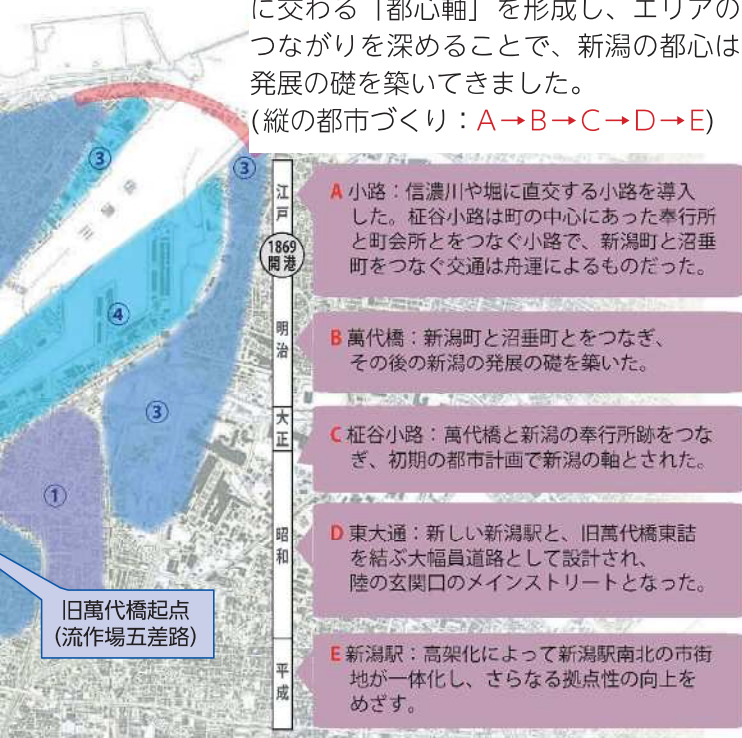 に交わる「都心軸」を形成し、エリアの
つながりを深めることで、新潟の都心は
発展の礎を築いてきました。
(縦の都市づくり：A→B→C→D→E)
③
③
④
③
①
江戸
1869
開港
明治
大正
昭和
平成
A 小路：信濃川や堀に直交する小路を導入
した。柾谷小路は町の中心にあった奉行所
と町会所とをつなぐ小路で、新潟町と沼垂
町をつなぐ交通は舟運によるものだった。
B 萬代橋：新潟町と沼垂町とをつなぎ、
その後の新潟の発展の礎を築いた。
C 柾谷小路：萬代橋と新潟の奉行所跡をつな
ぎ、初期の都市計画で新潟の軸とされた。
D 東大通：新しい新潟駅と、旧萬代橋東詰
を結ぶ大幅員道路として設計され、
陸の玄関口のメインストリートとなった。
E 新潟駅：高架化によって新潟駅南北の市街
地が一体化し、さらなる拠点性の向上を
めざす。
旧萬代橋起点
(流作場五差路)